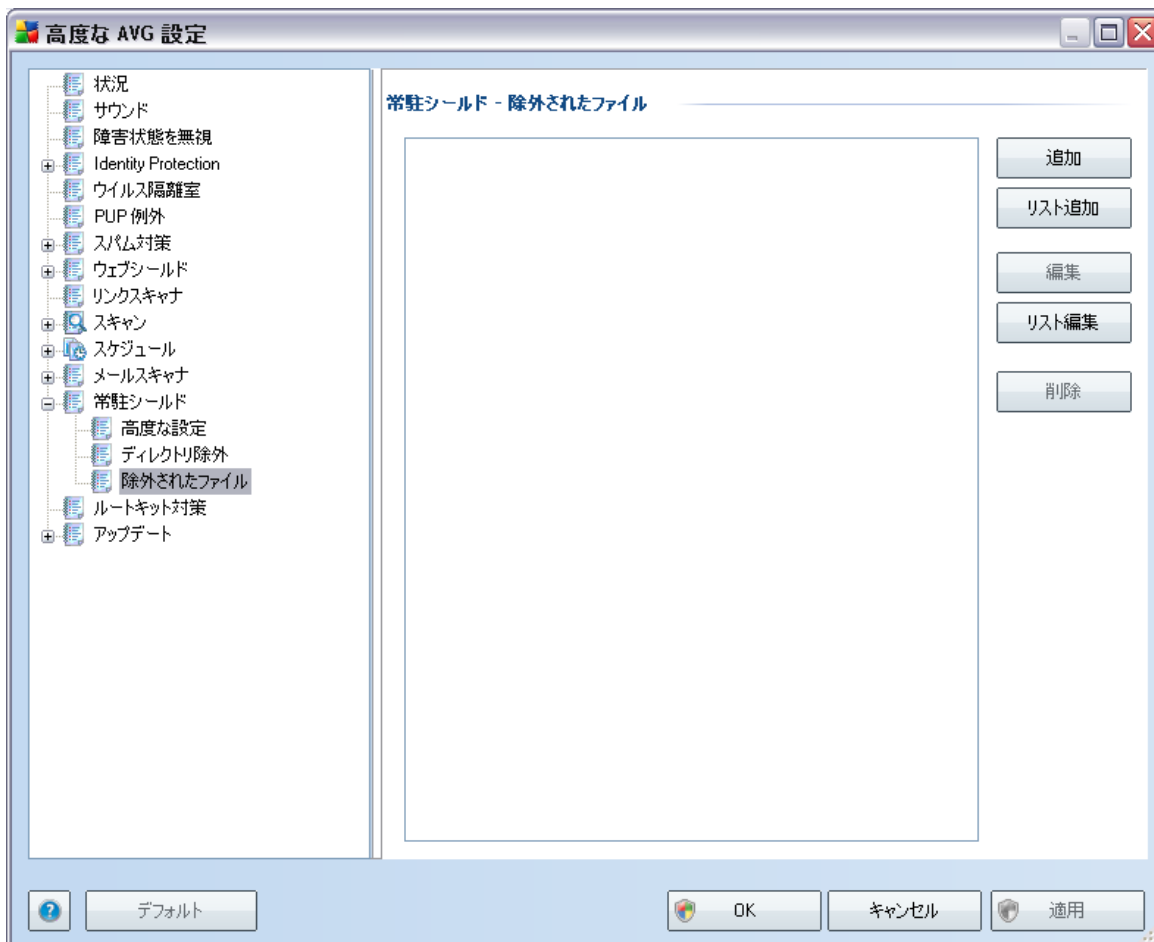 高度な AVG 設定
状況
サウンド
障害状態を無視
Identity Protection
ウイルス隔離室
PUP 例外
スパム対策
ウェブシールド
リンクスキャナ
スキャン
スケジュール
メールスキャナ
常駐シールド
高度な設定
ディレクトリ除外
除外されたファイル
ルートキット対策
アップデート
常駐シールド - 除外されたファイル
追加
リスト追加
編集
リスト編集
削除
デフォルト
OK
キャンセル
適用